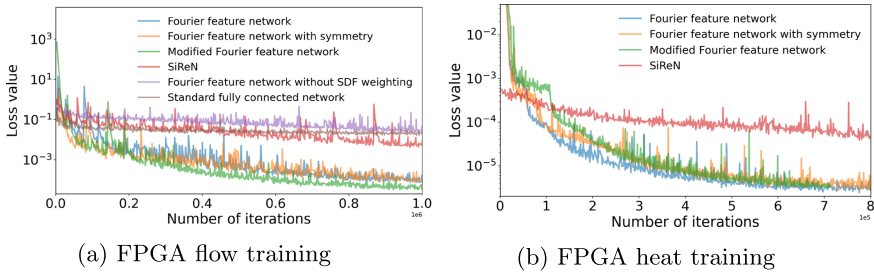 Loss value
10³
10¹
10⁻¹
10⁻³
Fourier feature network
Fourier feature network with symmetry
Modified Fourier feature network
SiReN
Fourier feature network without SDF weighting
Standard fully connected network
0.0 0.2 0.4 0.6 0.8 1.0
1e6
Number of iterations
(a) FPGA flow training
Loss value
10⁻²
10⁻³
10⁻⁴
10⁻⁵
Fourier feature network
Fourier feature network with symmetry
Modified Fourier feature network
SiReN
0 1 2 3 4 5 6 7 8
1e5
Number of iterations
(b) FPGA heat training